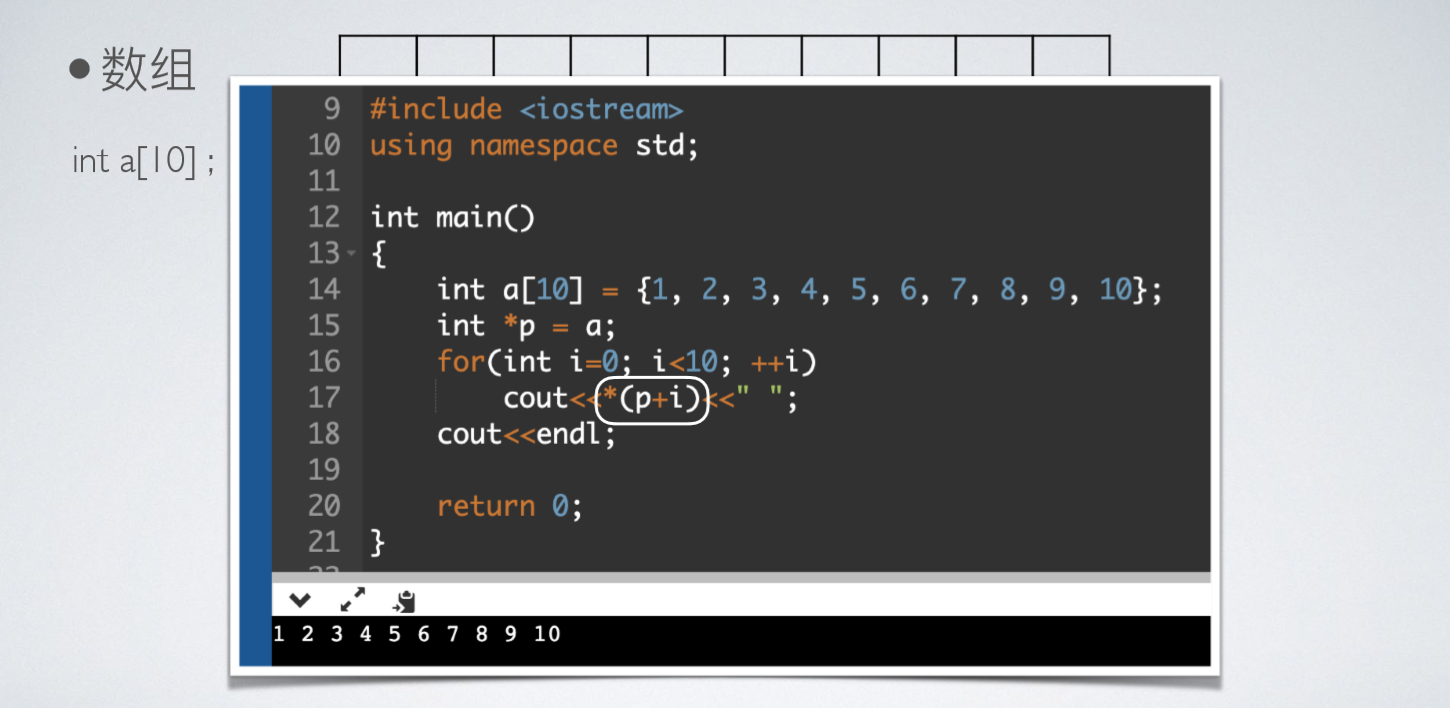 •数组
int a[10] ;
9 #include <iostream>
10 using namespace std;
11
12 int main()
13 {
14     int a[10] = {1, 2, 3, 4, 5, 6, 7, 8, 9, 10};
15     int *p = a;
16     for(int i=0; i<10; ++i)
17         cout<<*(p+i)<<" ";
18     cout<<endl;
19
20     return 0;
21 }
1 2 3 4 5 6 7 8 9 10